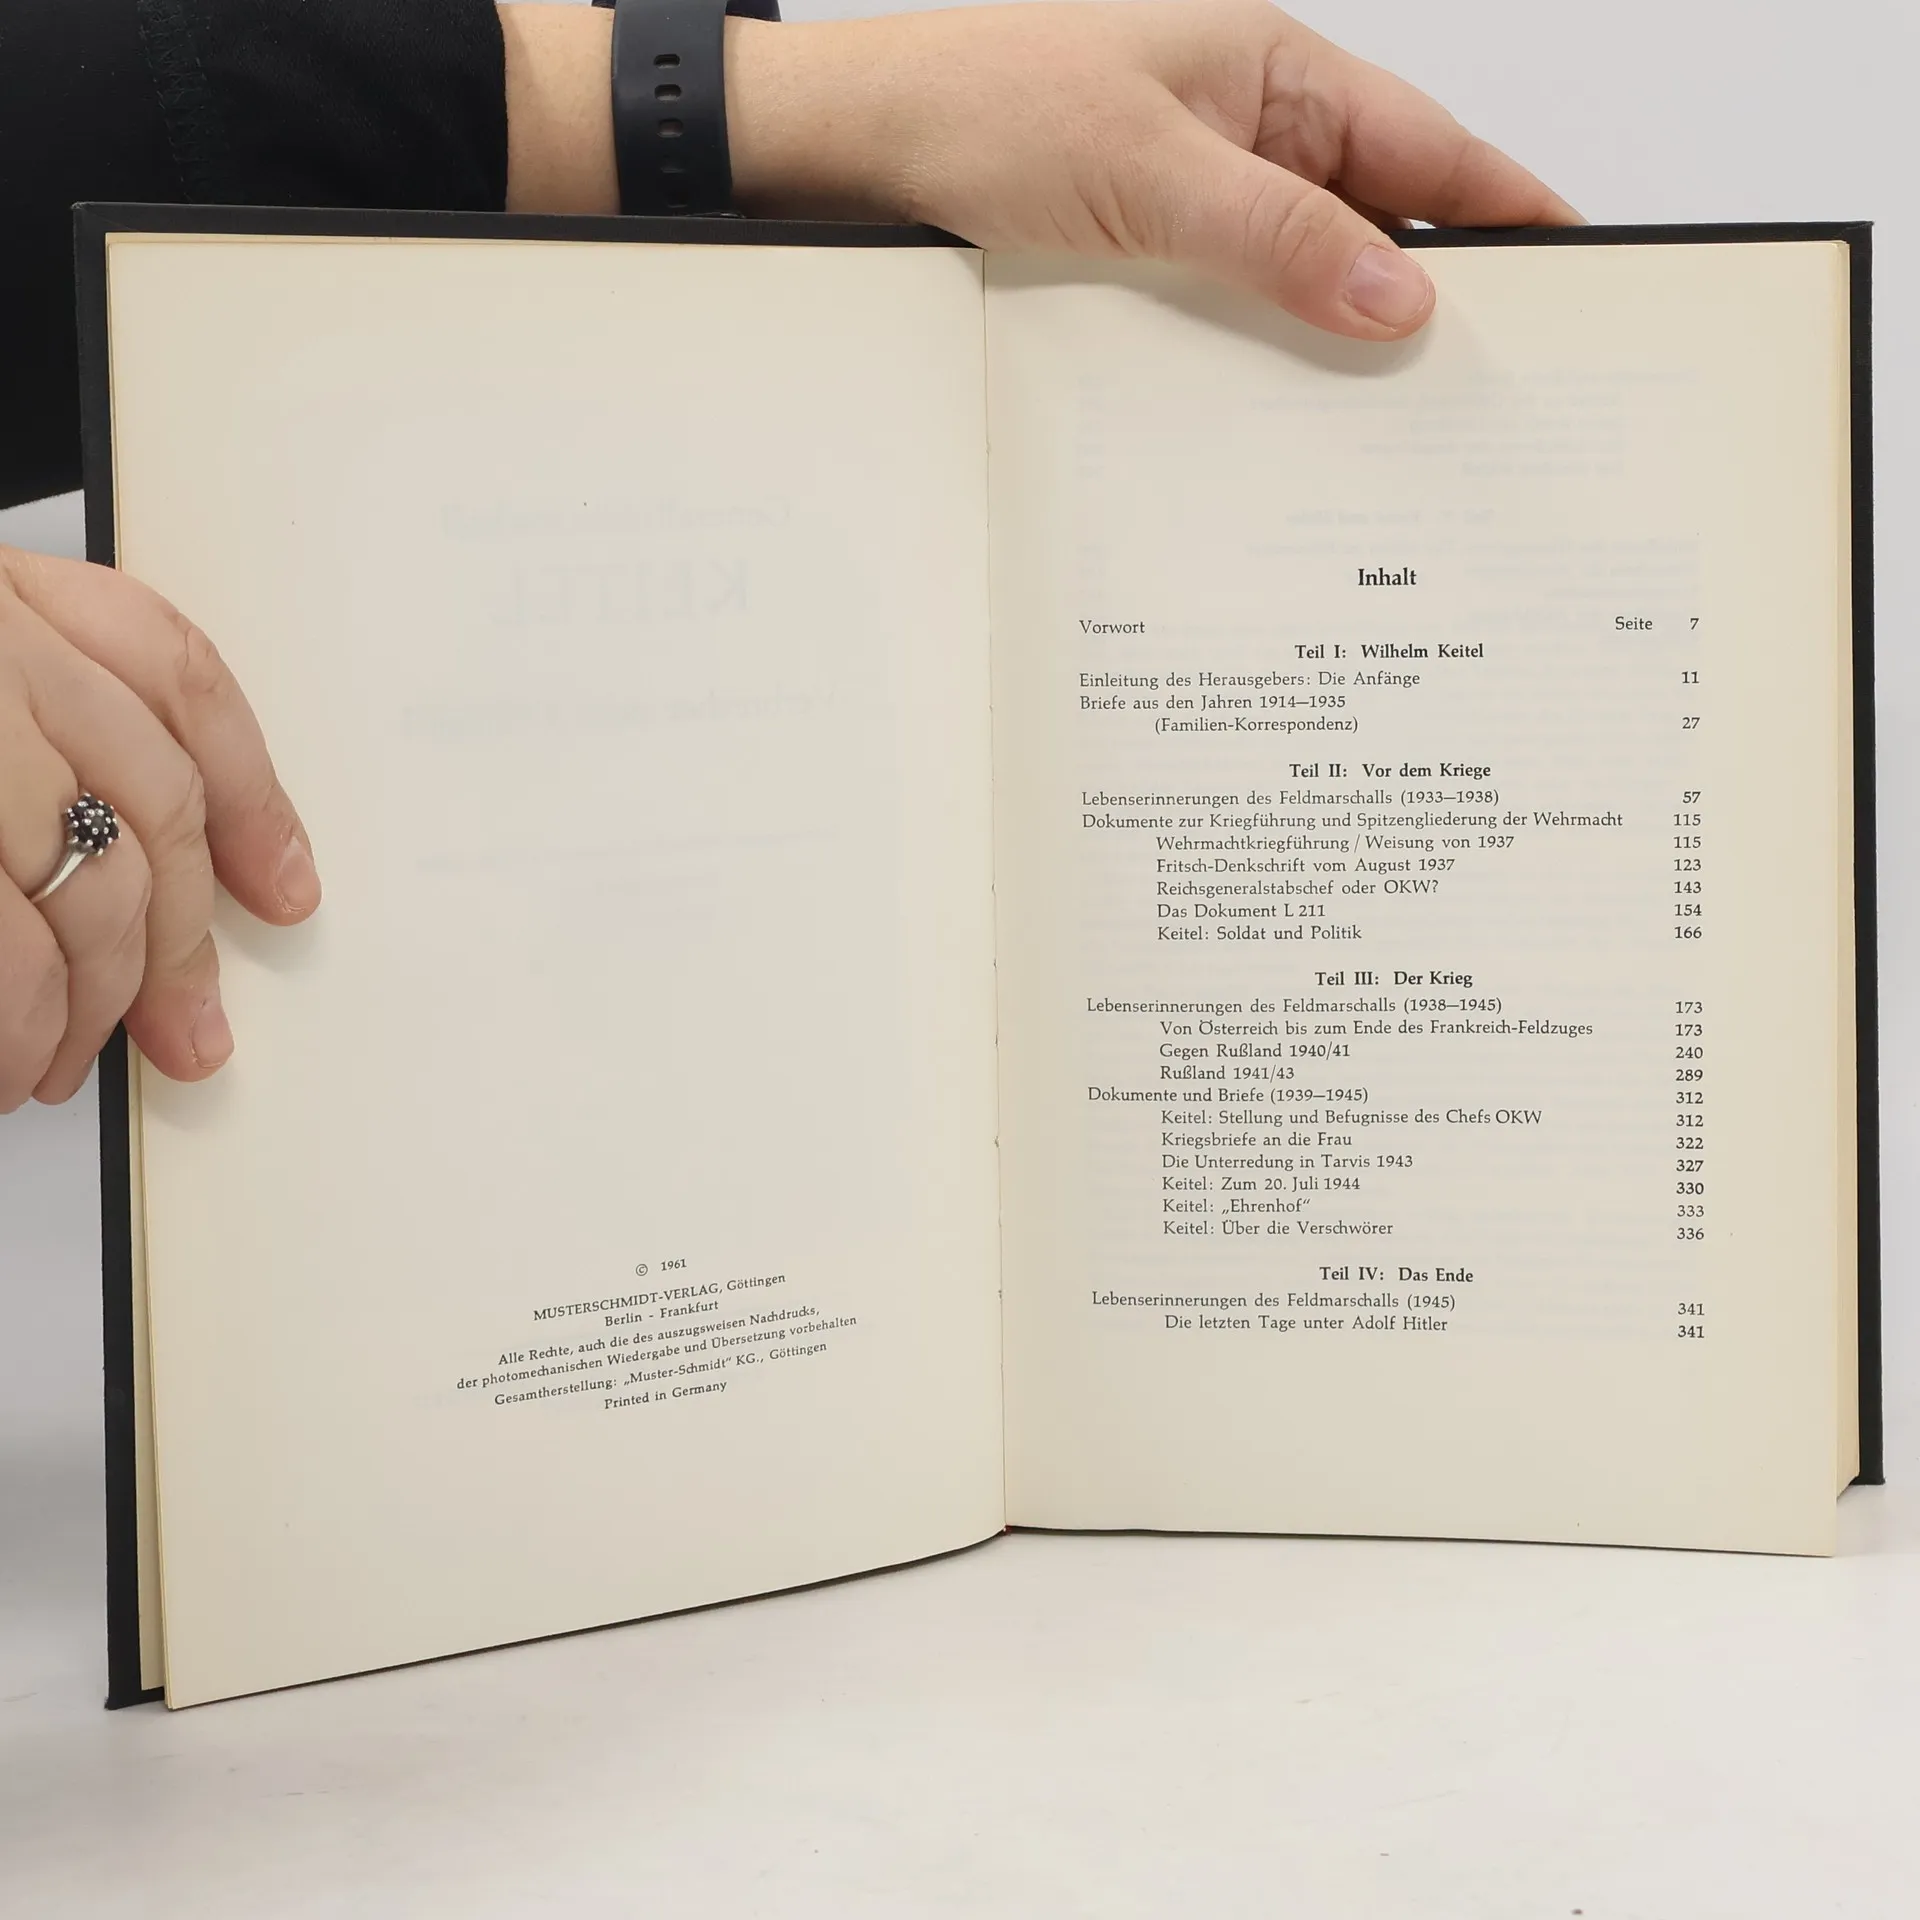 © 1961
MUSTERSCHMIDT-VERLAG, Göttingen
Berlin - Frankfurt
Alle Rechte, auch die des auszugsweisen Nachdrucks,
der photomechanischen Wiedergabe und Übersetzung vorbehalten
Gesamtherstellung: „Muster-Schmidt“ KG., Göttingen
Printed in Germany
Inhalt
Vorwort Seite 7
Teil I: Wilhelm Keitel
Einleitung des Herausgebers: Die Anfänge 11
Briefe aus den Jahren 1914—1935
(Familien-Korrespondenz) 27
Teil II: Vor dem Kriege
Lebenserinnerungen des Feldmarschalls (1933—1938) 57
Dokumente zur Kriegführung und Spitzengliederung der Wehrmacht 115
Wehrmachtkriegführung / Weisung von 1937 115
Fritsch-Denkschrift vom August 1937 123
Reichsgeneralstabschef oder OKW? 143
Das Dokument L 211 154
Keitel: Soldat und Politik 166
Teil III: Der Krieg
Lebenserinnerungen des Feldmarschalls (1938—1945) 173
Von Österreich bis zum Ende des Frankreich-Feldzuges 173
Gegen Rußland 1940/41 240
Rußland 1941/43 289
Dokumente und Briefe (1939—1945) 312
Keitel: Stellung und Befugnisse des Chefs OKW 312
Kriegsbriefe an die Frau 322
Die Unterredung in Tarvis 1943 327
Keitel: Zum 20. Juli 1944 330
Keitel: „Ehrenhof“ 333
Keitel: Über die Verschwörer 336
Teil IV: Das Ende
Lebenserinnerungen des Feldmarschalls (1945) 341
Die letzten Tage unter Adolf Hitler 341